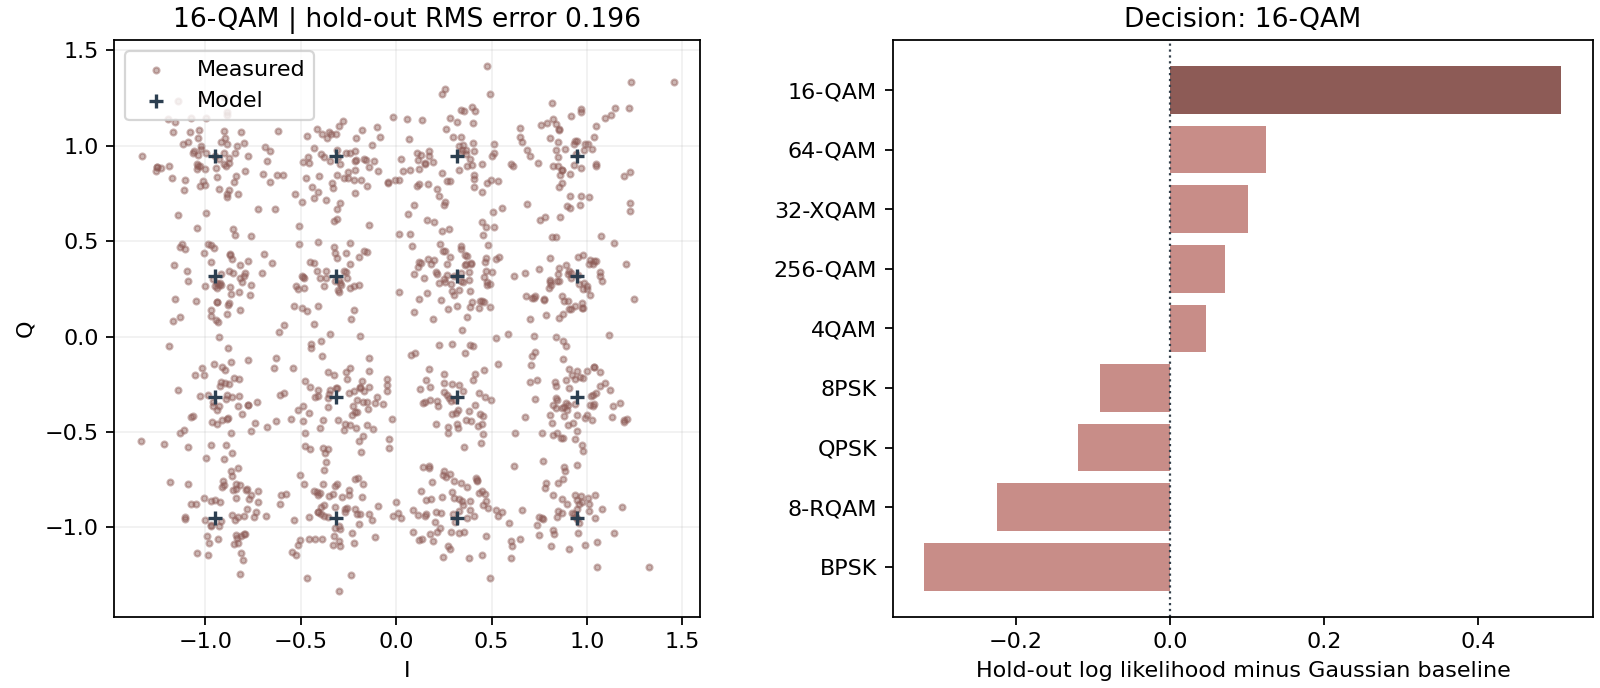 16-QAM | hold-out RMS error 0.196
Measured
Model
1.5
1.0
0.5
0.0
−0.5
−1.0
Q
−1.0
−0.5
0.0
0.5
1.0
1.5
I
Decision: 16-QAM
16-QAM
64-QAM
32-XQAM
256-QAM
4QAM
8PSK
QPSK
8-RQAM
BPSK
−0.2
0.0
0.2
0.4
Hold-out log likelihood minus Gaussian baseline